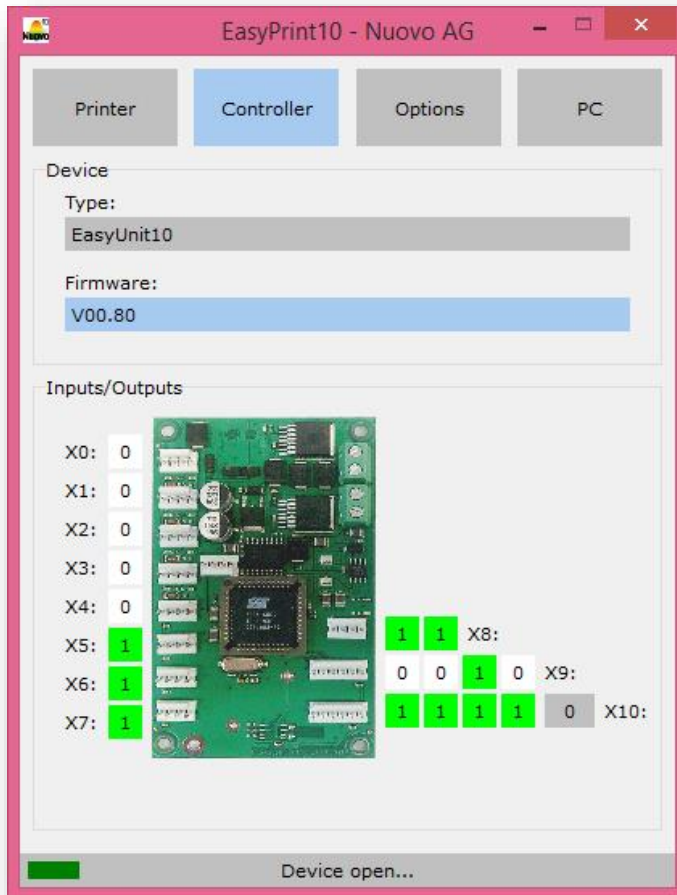 Nuovo
EasyPrint10 - Nuovo AG
Printer Controller Options PC
Device
Type:
EasyUnit10
Firmware:
V00.80
Inputs/Outputs
X0: 0
X1: 0
X2: 0
X3: 0
X4: 0
X5: 1
1 1 X8:
X6: 1
0 0 1 0 X9:
X7: 1
1 1 1 1 0 X10:
Device open...